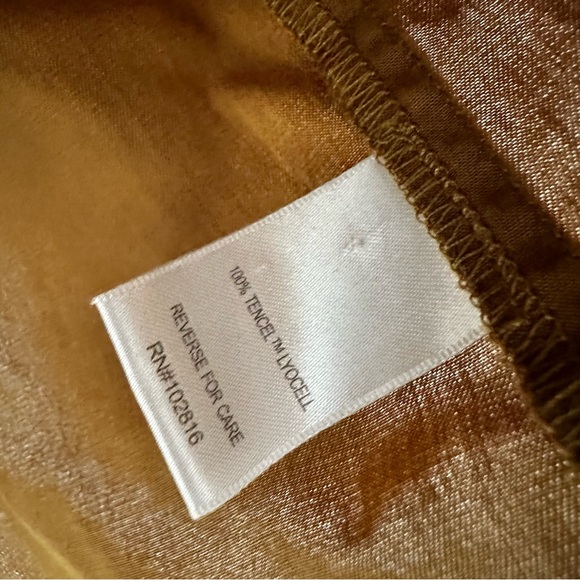 100% TENCEL™ LYOCELL
REVERSE FOR CARE
RN#102816